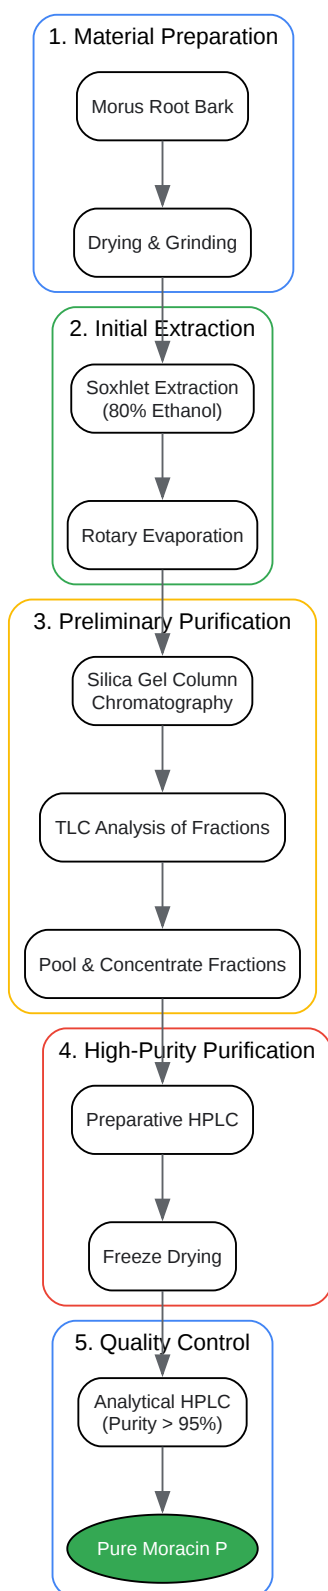 1. Material Preparation
Morus Root Bark
Drying & Grinding
2. Initial Extraction
Soxhlet Extraction
(80% Ethanol)
Rotary Evaporation
3. Preliminary Purification
Silica Gel Column
Chromatography
TLC Analysis of Fractions
Pool & Concentrate Fractions
4. High-Purity Purification
Preparative HPLC
Freeze Drying
5. Quality Control
Analytical HPLC
(Purity > 95%)
Pure Moracin P